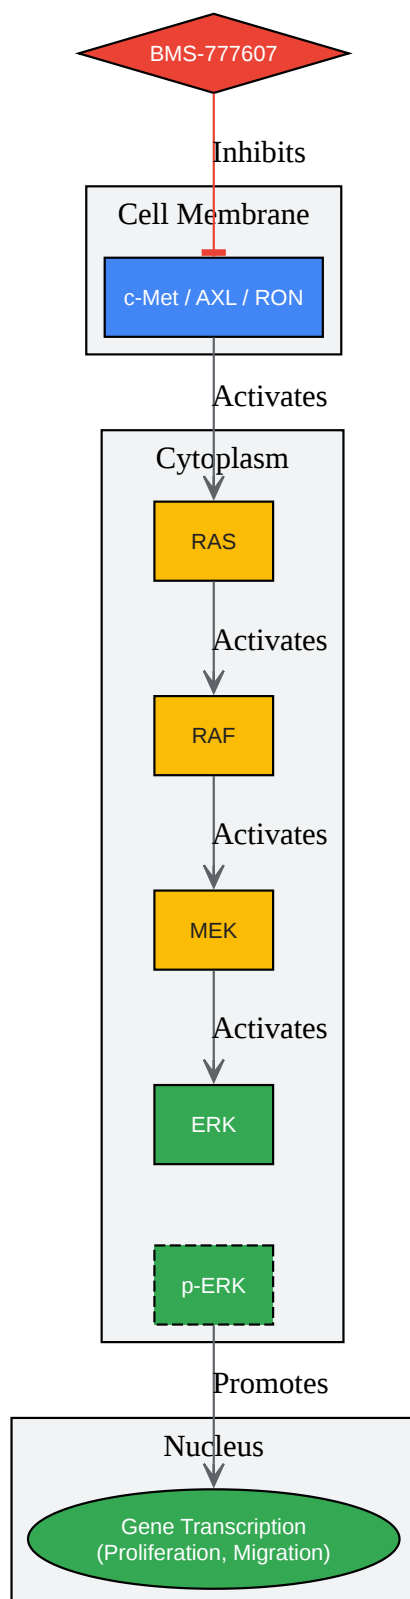 BMS-777607
Inhibits
Cell Membrane
c-Met / AXL / RON
Activates
Cytoplasm
RAS
Activates
RAF
Activates
MEK
Activates
ERK
p-ERK
Promotes
Nucleus
Gene Transcription
(Proliferation, Migration)